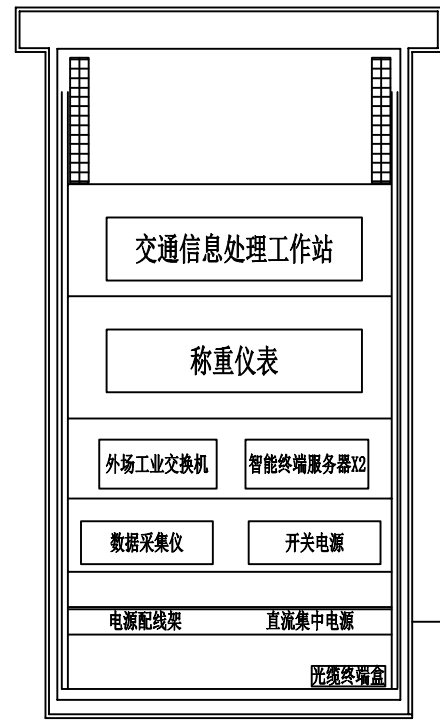 交通信息处理工作站
称重仪表
外场工业交换机 智能终端服务器X2
数据采集仪 开关电源
电源配线架 直流集中电源
光缆终端盒